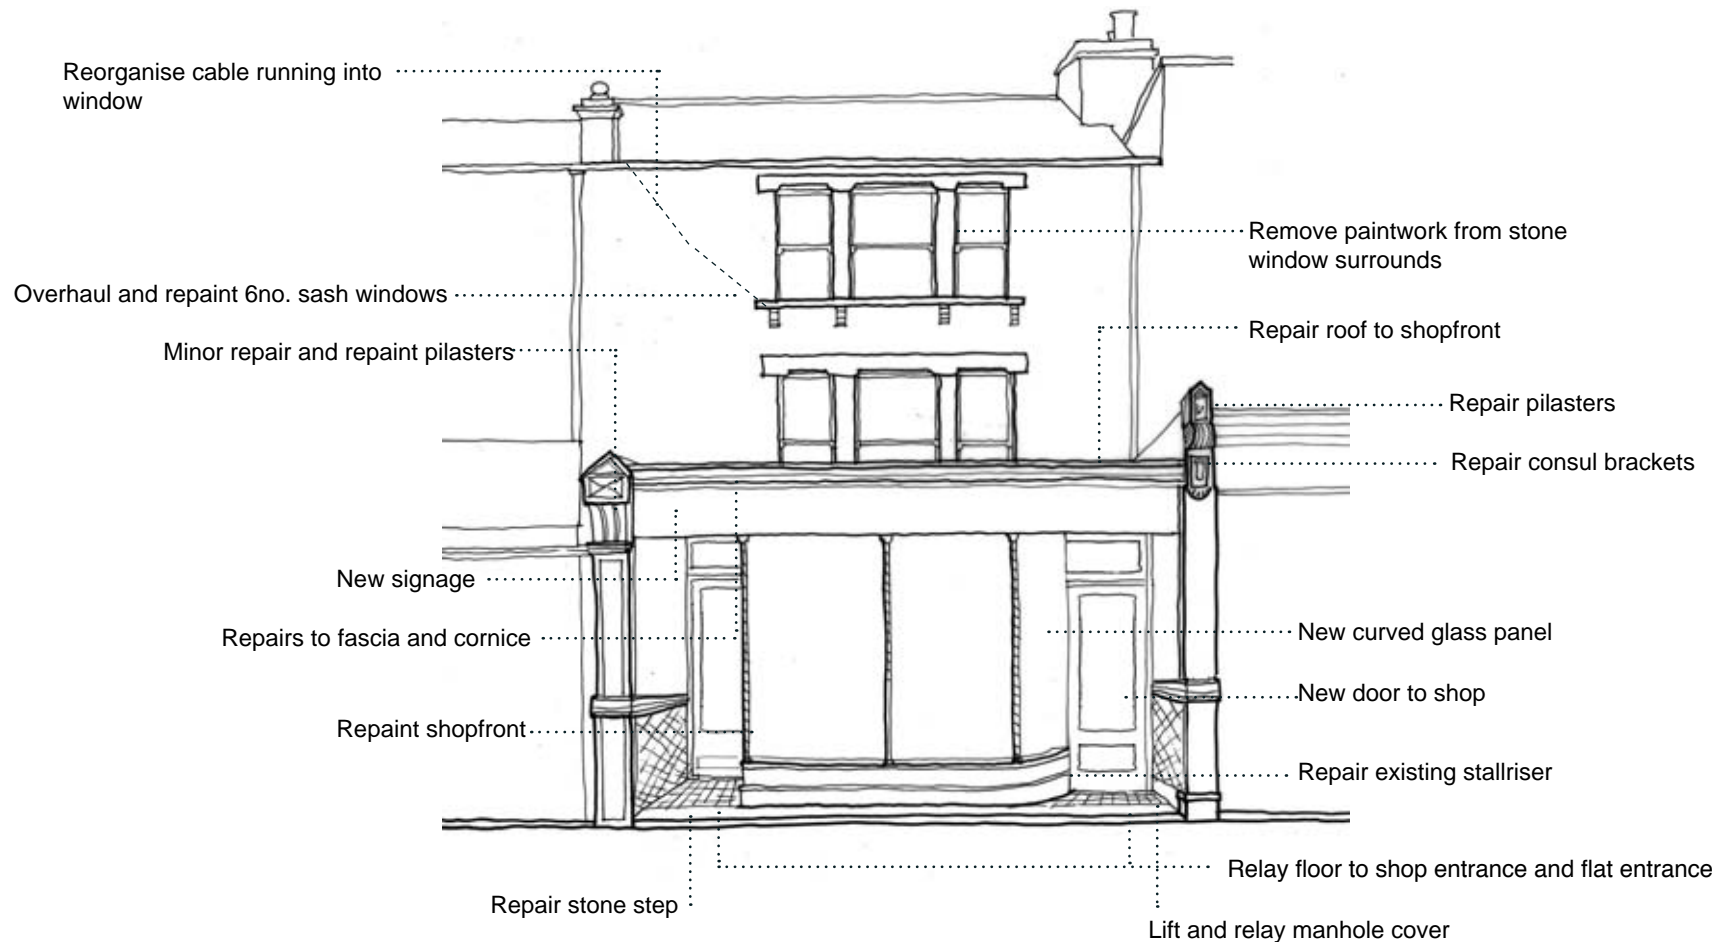 Reorganise cable running into
window
Remove paintwork from stone
window surrounds
Overhaul and repaint 6no. sash windows
Repair roof to shopfront
Minor repair and repaint pilasters
Repair pilasters
Repair consul brackets
New signage
Repairs to fascia and cornice
New curved glass panel
New door to shop
Repaint shopfront
Repair existing stallriser
Relay floor to shop entrance and flat entrance
Repair stone step
Lift and relay manhole cover